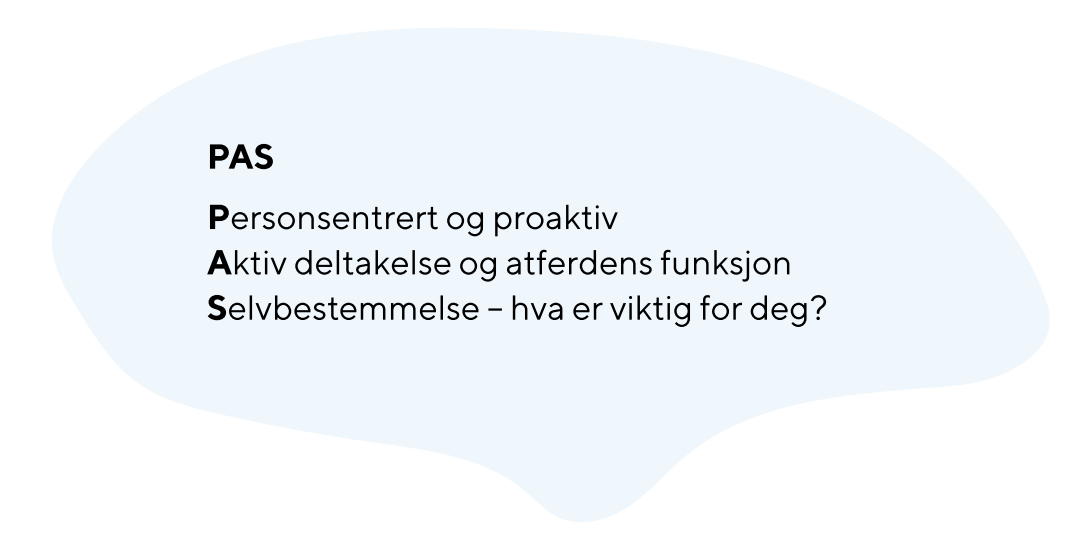 PAS
Personsentrert og proaktiv
Aktiv deltakelse og atferdens funksjon
Selvbestemmelse – hva er viktig for deg?